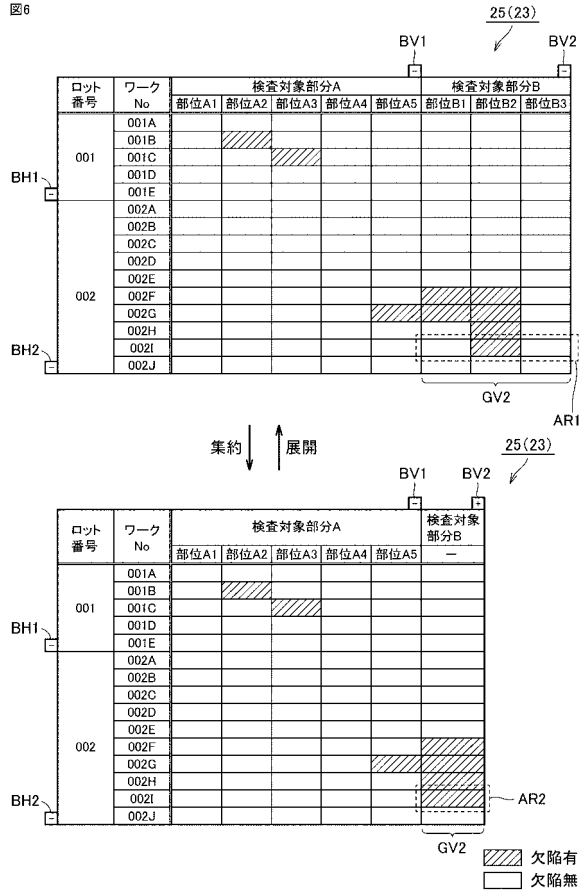 図6
25(23)
BV1
BV2
ロット番号
ワークNo
検査対象部分A
検査対象部分B
部位A1 部位A2 部位A3 部位A4 部位A5 部位B1 部位B2 部位B3
001
001A
001B
001C
001D
001E
BH1
002
002A
002B
002C
002D
002E
002F
002G
002H
002I
002J
BH2
GV2
AR1
集約
展開
25(23)
BV1
BV2
ロット番号
ワークNo
検査対象部分A
検査対象部分B
部位A1 部位A2 部位A3 部位A4 部位A5 ー
001
001A
001B
001C
001D
001E
BH1
002
002A
002B
002C
002D
002E
002F
002G
002H
002I
002J
BH2
AR2
GV2
欠陥有
欠陥無